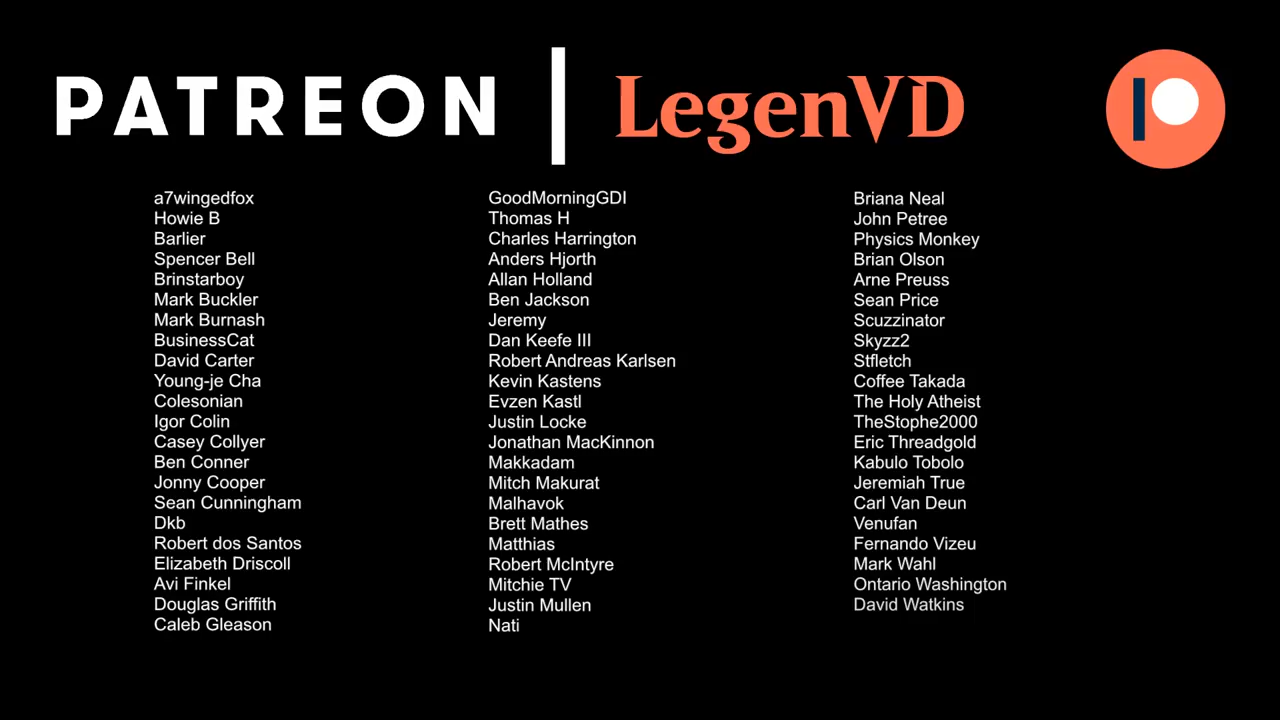 PATREON | LegenVD
a7wingedfox
Howie B
Barlier
Spencer Bell
Brinstarboy
Mark Buckler
Mark Burnash
BusinessCat
David Carter
Young-je Cha
Colesonian
Igor Colin
Casey Collyer
Ben Conner
Jonny Cooper
Sean Cunningham
Dkb
Robert dos Santos
Elizabeth Driscoll
Avi Finkel
Douglas Griffith
Caleb Gleason
GoodMorningGDI
Thomas H
Charles Harrington
Anders Hjorth
Allan Holland
Ben Jackson
Jeremy
Dan Keefe III
Robert Andreas Karlsen
Kevin Kastens
Evzen Kastl
Justin Locke
Jonathan MacKinnon
Makkadam
Mitch Makurat
Malhavok
Brett Mathes
Matthias
Robert McIntyre
Mitchie TV
Justin Mullen
Nati
Briana Neal
John Petree
Physics Monkey
Brian Olson
Arne Preuss
Sean Price
Scuzzinator
Skyzz2
Stfletch
Coffee Takada
The Holy Atheist
TheStophe2000
Eric Threadgold
Kabulo Tobolo
Jeremiah True
Carl Van Deun
Venufan
Fernando Vizeu
Mark Wahl
Ontario Washington
David Watkins